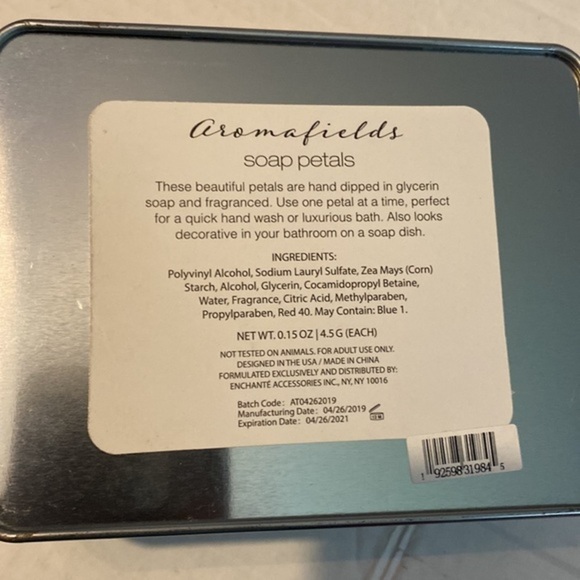 Aromafields
soap petals
These beautiful petals are hand dipped in glycerin
soap and fragranced. Use one petal at a time, perfect
for a quick hand wash or luxurious bath. Also looks
decorative in your bathroom on a soap dish.
INGREDIENTS:
Polyvinyl Alcohol, Sodium Lauryl Sulfate, Zea Mays (Corn)
Starch, Alcohol, Glycerin, Cocamidopropyl Betaine,
Water, Fragrance, Citric Acid, Methylparaben,
Propylparaben, Red 40. May Contain: Blue 1.
NET WT. 0.15 OZ | 4.5 G (EACH)
NOT TESTED ON ANIMALS. FOR ADULT USE ONLY.
DESIGNED IN THE USA / MADE IN CHINA
FORMULATED EXCLUSIVELY AND DISTRIBUTED BY:
ENCHANTÉ ACCESSORIES INC., NY, NY 10016
Batch Code: AT04262019
Manufacturing Date: 04/26/2019
Expiration Date: 04/26/2021
1 92598 31984 5